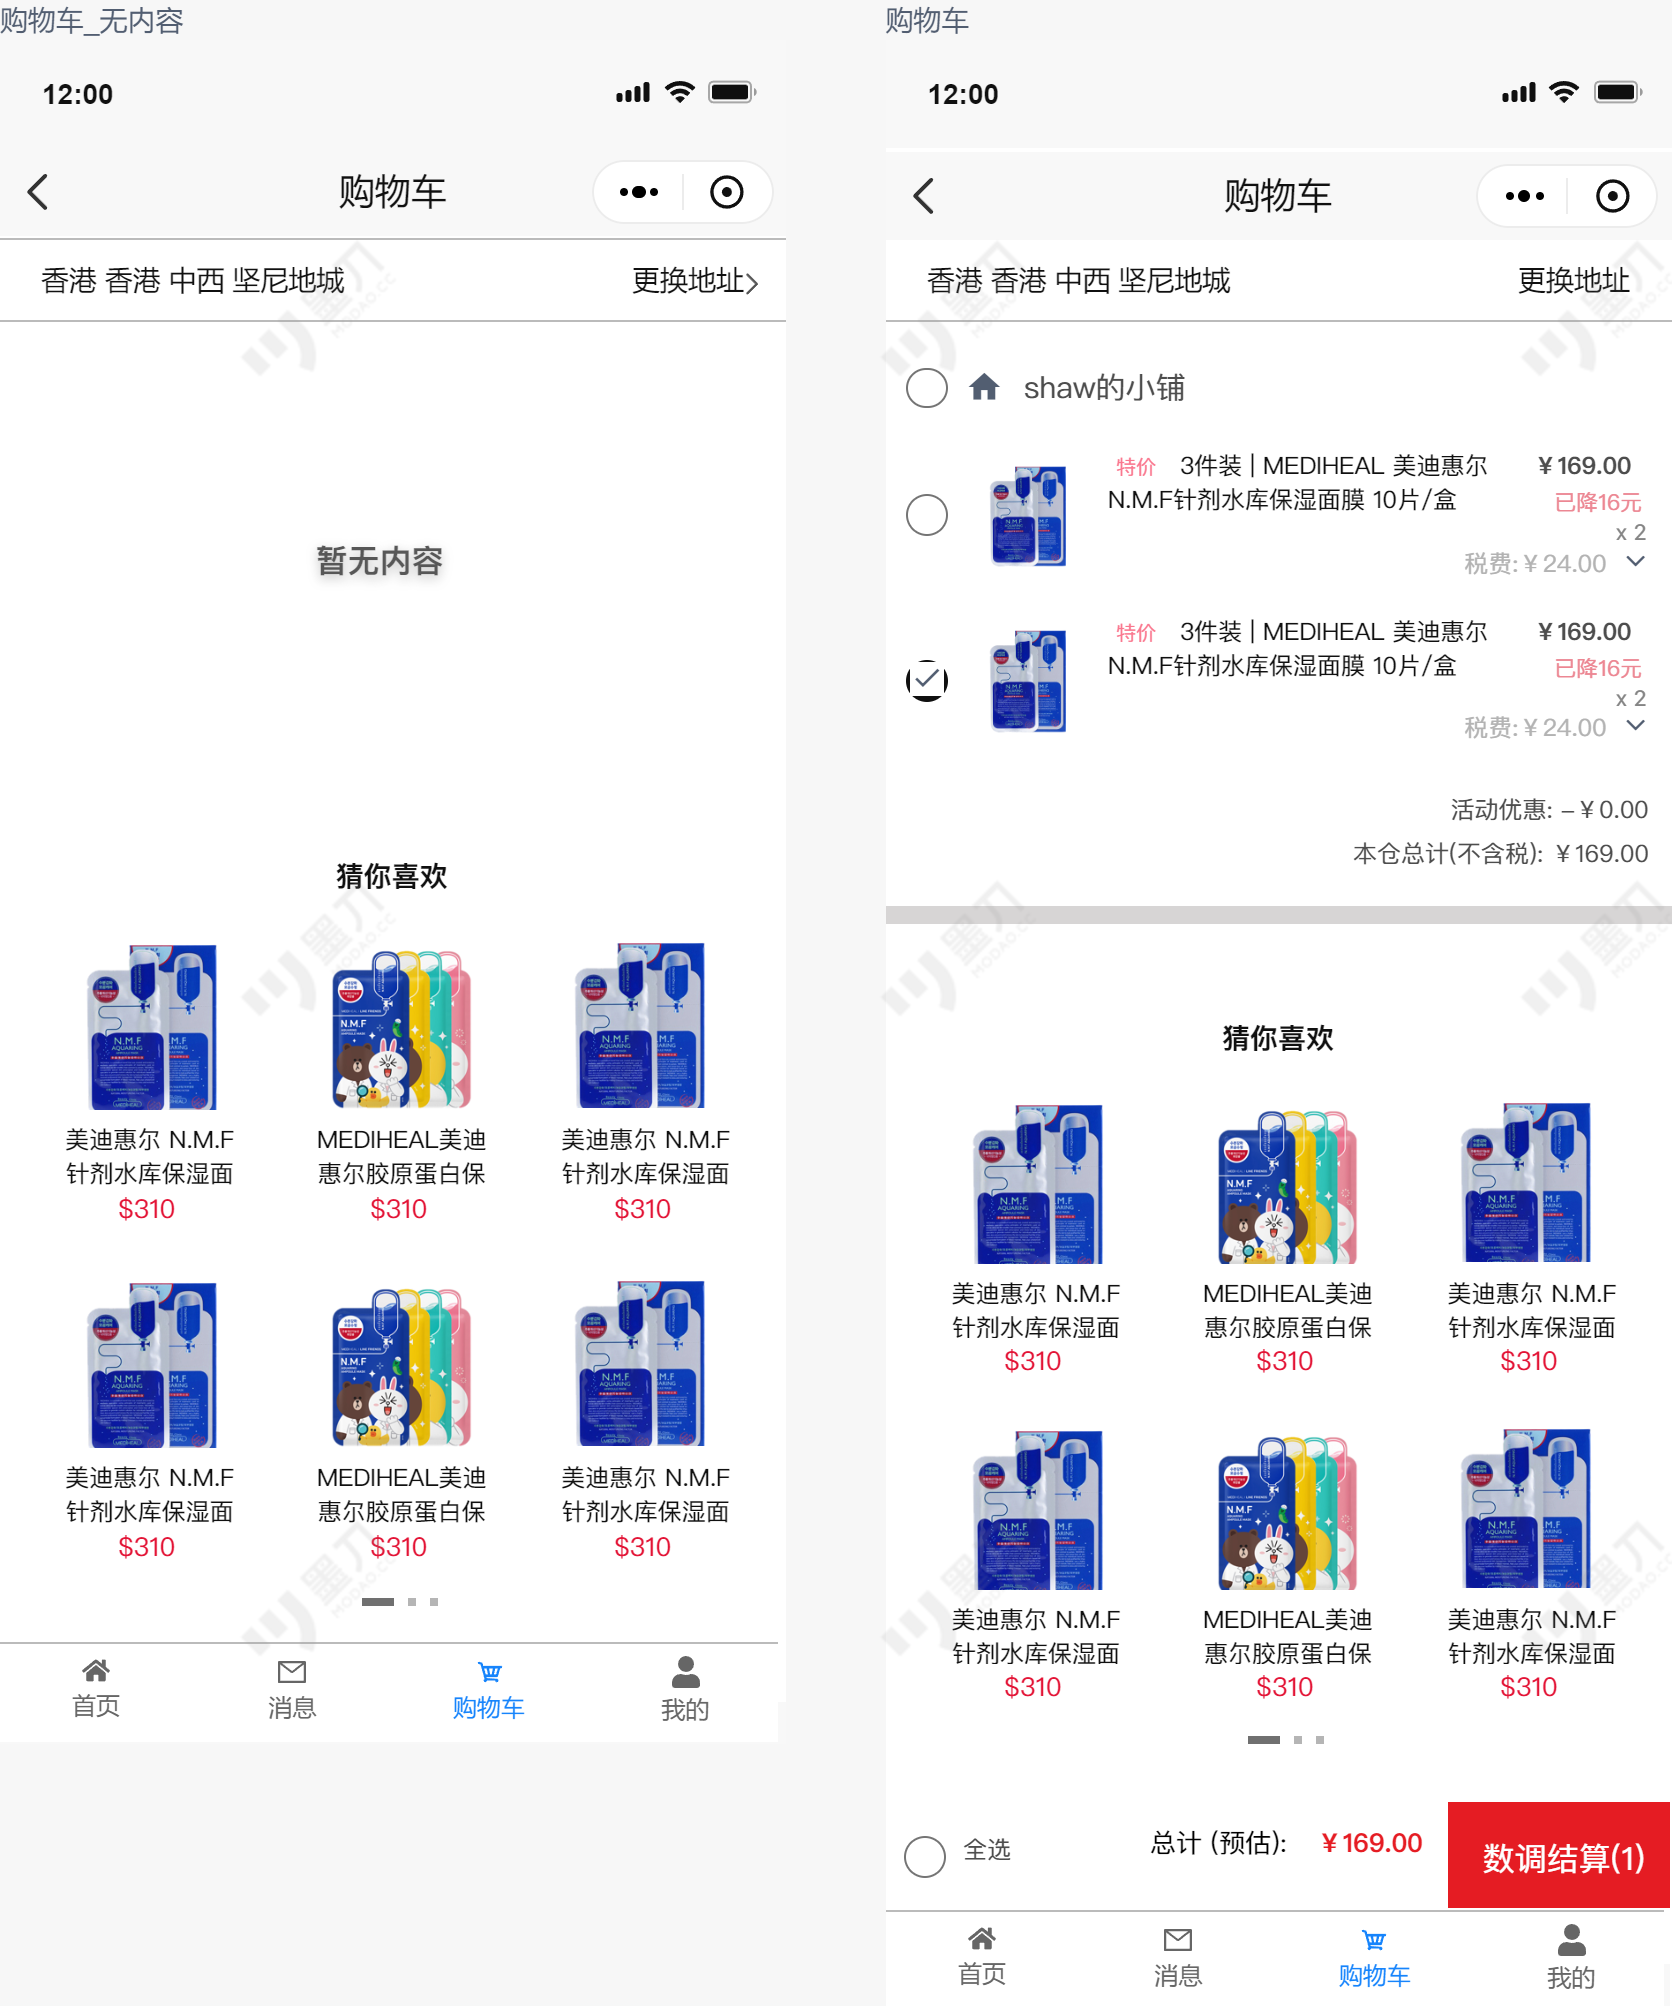 购物车_无内容
12:00
购物车
香港 香港 中西 坚尼地城
更换地址
暂无内容
猜你喜欢
美迪惠尔 N.M.F
针剂水库保湿面
$310
MEDIHEAL美迪
惠尔胶原蛋白保
$310
美迪惠尔 N.M.F
针剂水库保湿面
$310
美迪惠尔 N.M.F
针剂水库保湿面
$310
MEDIHEAL美迪
惠尔胶原蛋白保
$310
美迪惠尔 N.M.F
针剂水库保湿面
$310
首页
消息
购物车
我的
购物车
12:00
购物车
香港 香港 中西 坚尼地城
更换地址
shaw的小铺
特价 3件装 | MEDIHEAL 美迪惠尔
N.M.F针剂水库保湿面膜 10片/盒
¥169.00
已降16元
x 2
税费:¥24.00
特价 3件装 | MEDIHEAL 美迪惠尔
N.M.F针剂水库保湿面膜 10片/盒
¥169.00
已降16元
x 2
税费:¥24.00
活动优惠: –¥0.00
本仓总计(不含税): ¥169.00
猜你喜欢
美迪惠尔 N.M.F
针剂水库保湿面
$310
MEDIHEAL美迪
惠尔胶原蛋白保
$310
美迪惠尔 N.M.F
针剂水库保湿面
$310
美迪惠尔 N.M.F
针剂水库保湿面
$310
MEDIHEAL美迪
惠尔胶原蛋白保
$310
美迪惠尔 N.M.F
针剂水库保湿面
$310
全选
总计 (预估): ¥169.00
数调结算(1)
首页
消息
购物车
我的
墨刀
MODAO.CC